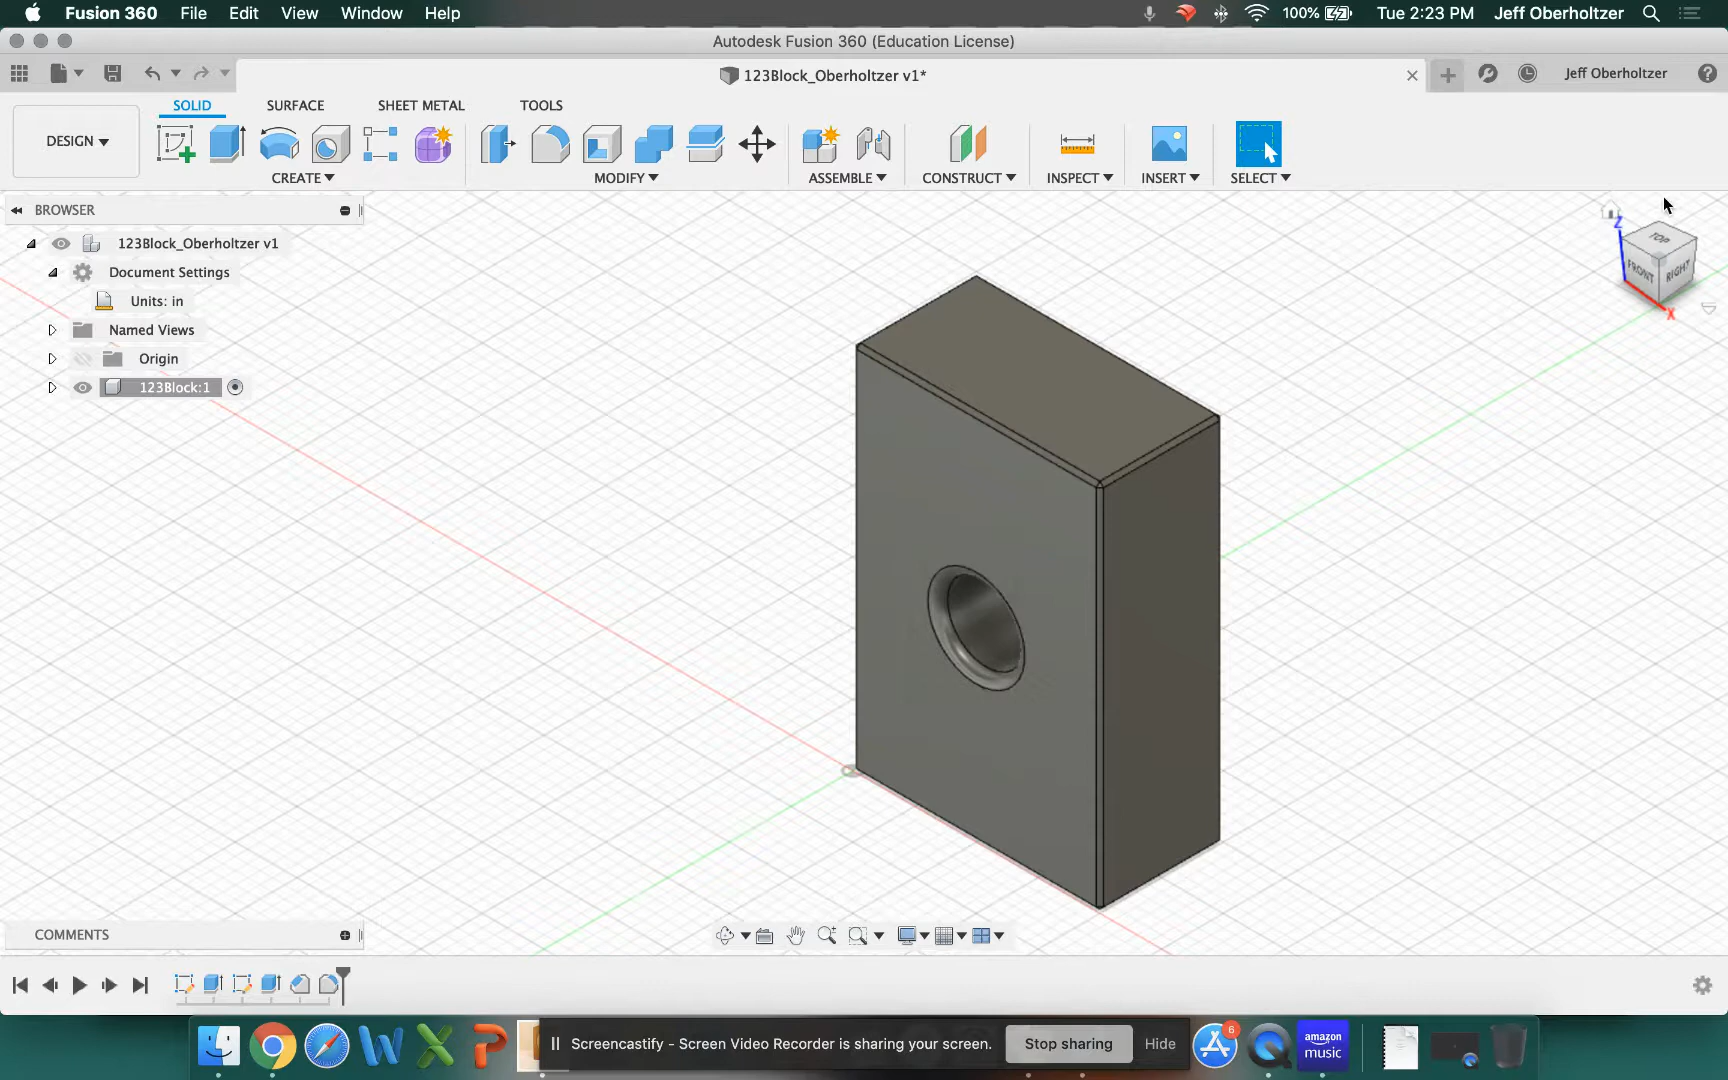 Fusion 360 File Edit View Window Help 100% Tue 2:23 PM Jeff Oberholtzer
Autodesk Fusion 360 (Education License)
123Block_Oberholtzer v1* Jeff Oberholtzer
SOLID SURFACE SHEET METAL TOOLS
DESIGN
CREATE MODIFY ASSEMBLE CONSTRUCT INSPECT INSERT SELECT
BROWSER
123Block_Oberholtzer v1
Document Settings
Units: in
Named Views
Origin
123Block:1
Z
TOP
FRONT RIGHT
X
COMMENTS
Screencastify - Screen Video Recorder is sharing your screen. Stop sharing Hide
6
amazon
music